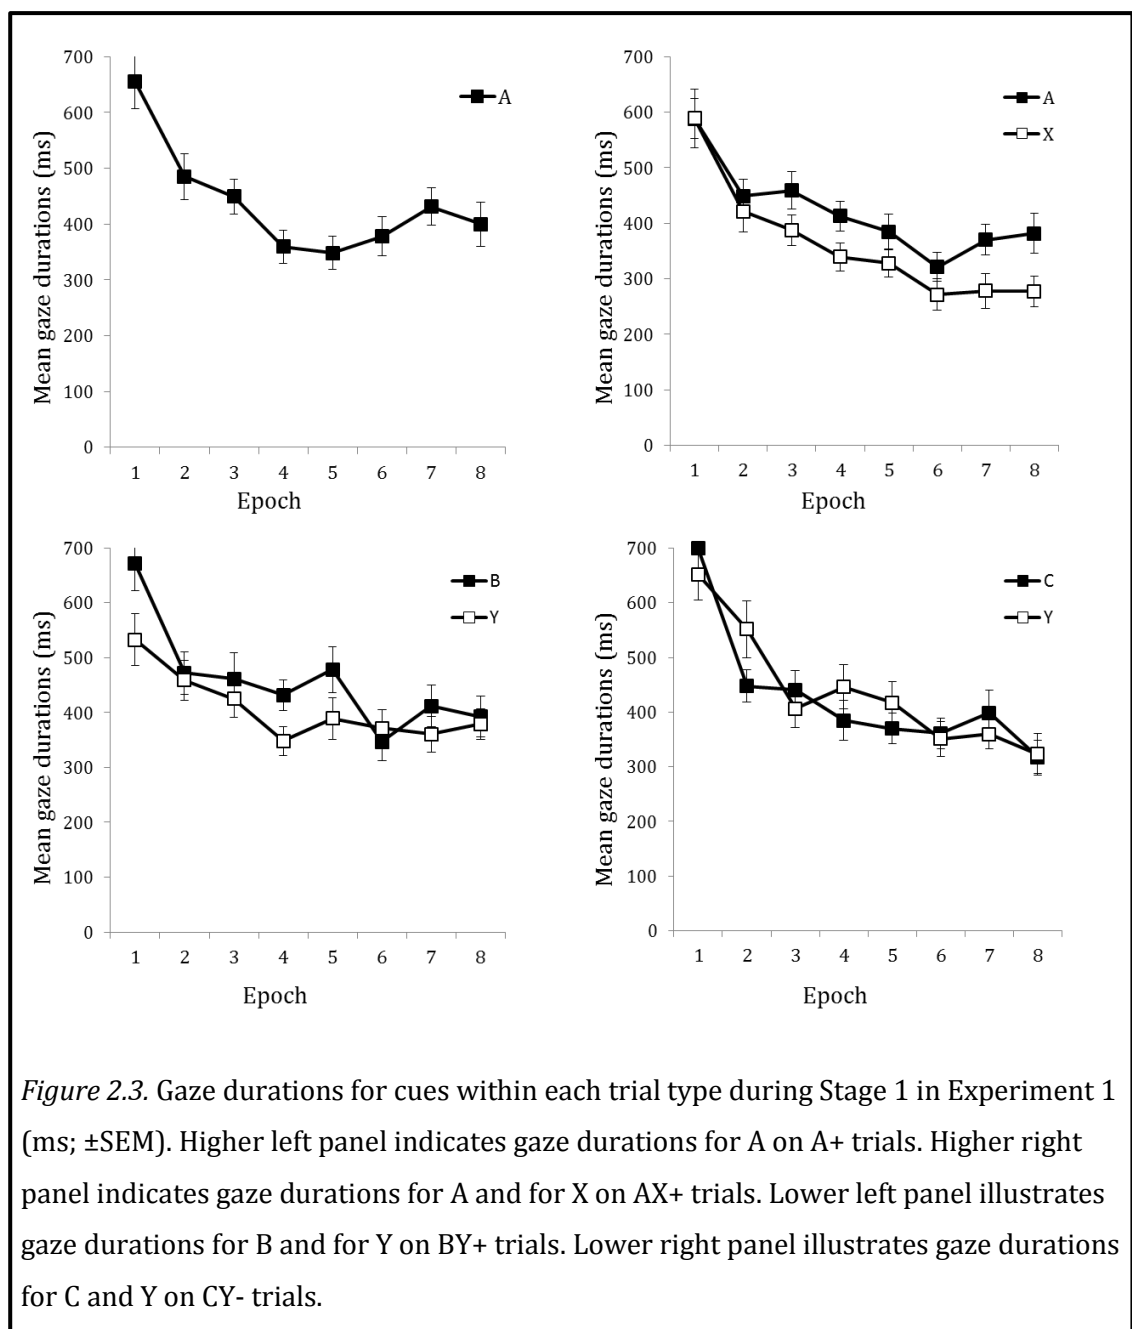 700
600
500
400
300
200
100
0
Mean gaze durations (ms)
A
1 2 3 4 5 6 7 8
Epoch
700
600
500
400
300
200
100
0
Mean gaze durations (ms)
A
X
1 2 3 4 5 6 7 8
Epoch
700
600
500
400
300
200
100
0
Mean gaze durations (ms)
B
Y
1 2 3 4 5 6 7 8
Epoch
700
600
500
400
300
200
100
0
Mean gaze durations (ms)
C
Y
1 2 3 4 5 6 7 8
Epoch
Figure 2.3. Gaze durations for cues within each trial type during Stage 1 in Experiment 1
(ms; ±SEM). Higher left panel indicates gaze durations for A on A+ trials. Higher right
panel indicates gaze durations for A and for X on AX+ trials. Lower left panel illustrates
gaze durations for B and for Y on BY+ trials. Lower right panel illustrates gaze durations
for C and Y on CY- trials.